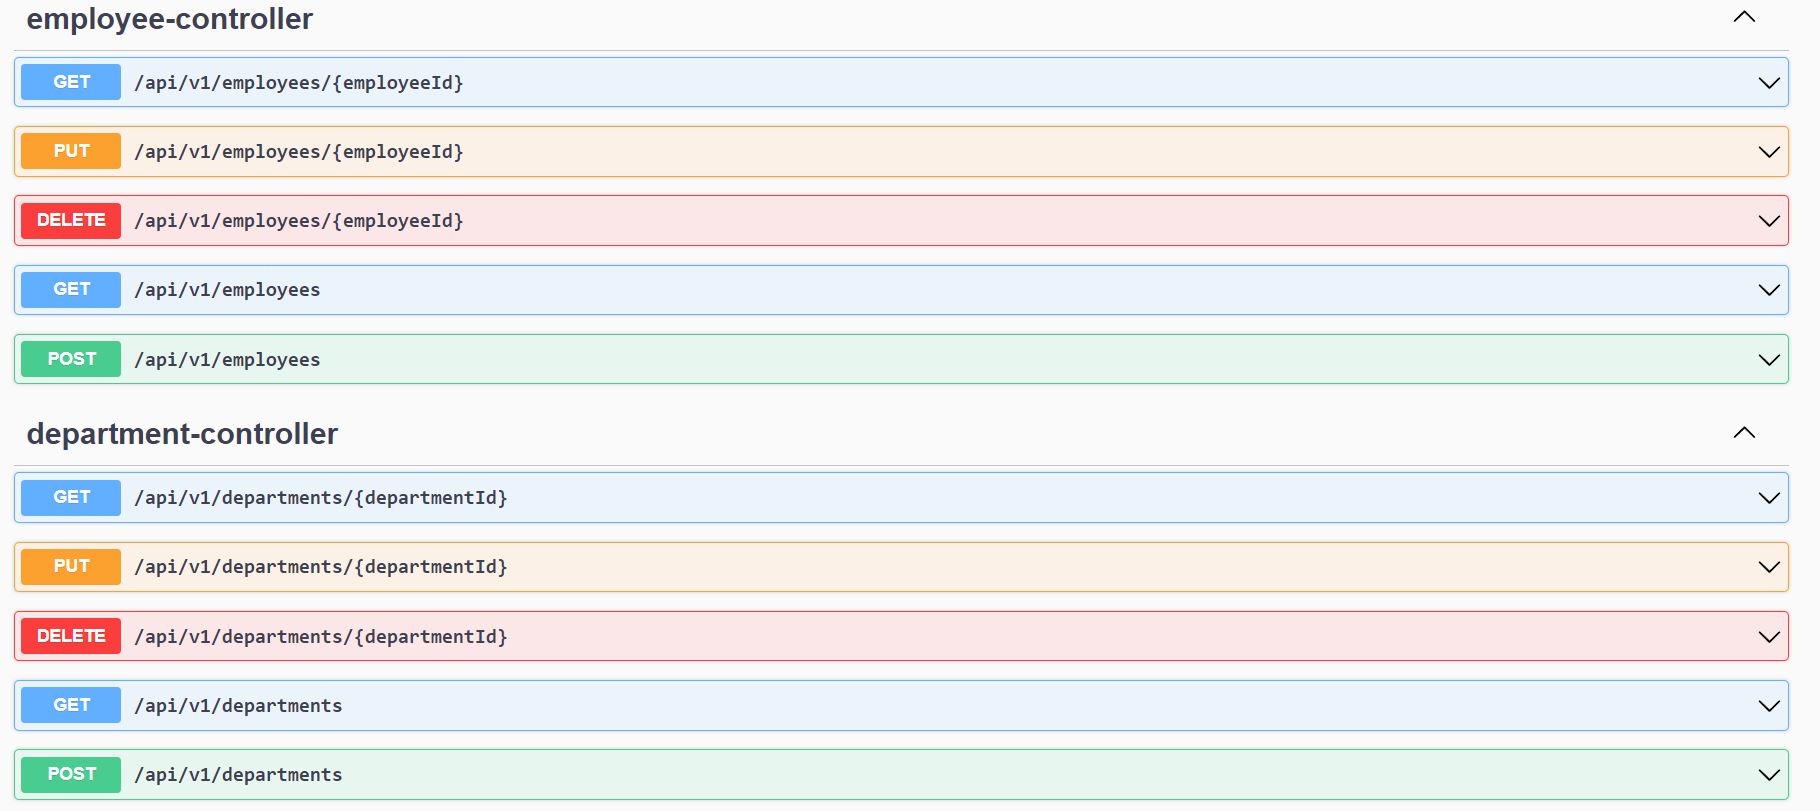 employee-controller
GET /api/v1/employees/{employeeId}
PUT /api/v1/employees/{employeeId}
DELETE /api/v1/employees/{employeeId}
GET /api/v1/employees
POST /api/v1/employees
department-controller
GET /api/v1/departments/{departmentId}
PUT /api/v1/departments/{departmentId}
DELETE /api/v1/departments/{departmentId}
GET /api/v1/departments
POST /api/v1/departments